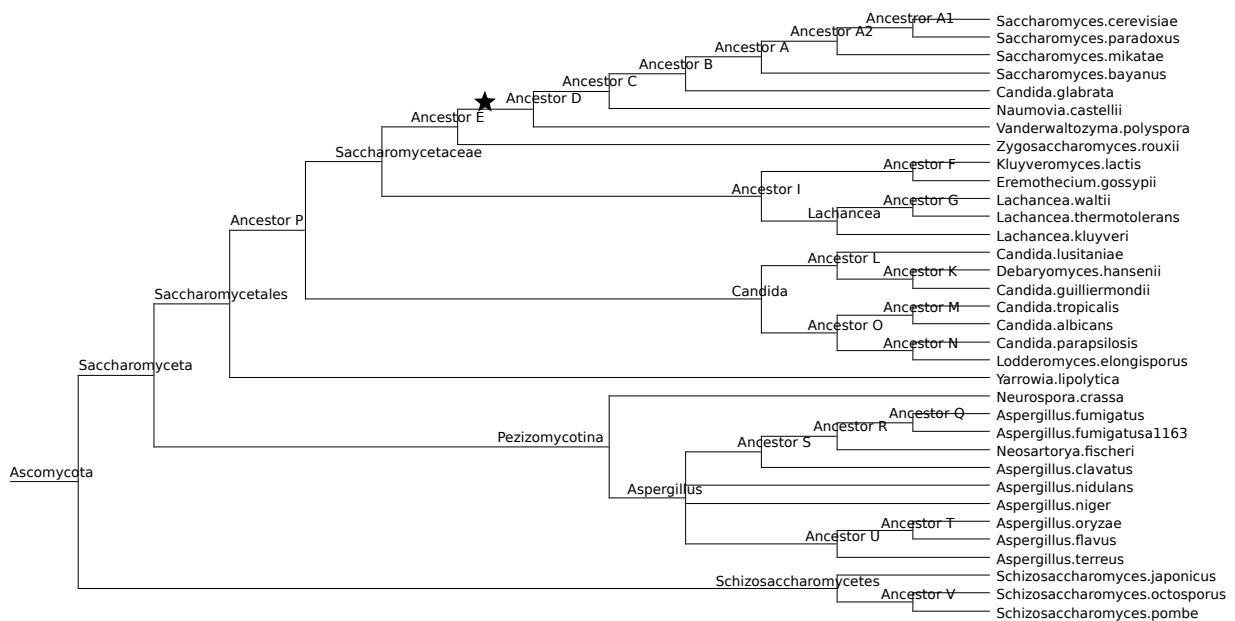 Ancestror A1
Saccharomyces.cerevisiae
Ancestor A2
Saccharomyces.paradoxus
Ancestor A
Saccharomyces.mikatae
Ancestor B
Saccharomyces.bayanus
Ancestor C
Candida.glabrata
Ancestor D
Naumovia.castellii
Ancestor E
Vanderwaltozyma.polyspora
Saccharomycetaceae
Zygosaccharomyces.rouxii
Ancestor F
Kluyveromyces.lactis
Ancestor I
Eremothecium.gossypii
Ancestor G
Lachancea.waltii
Lachancea
Lachancea.thermotolerans
Ancestor P
Lachancea.kluyveri
Ancestor L
Candida.lusitaniae
Ancestor K
Debaryomyces.hansenii
Candida
Candida.guilliermondii
Saccharomycetales
Ancestor M
Candida.tropicalis
Ancestor O
Candida.albicans
Ancestor N
Candida.parapsilosis
Saccharomyceta
Lodderomyces.elongisporus
Yarrowia.lipolytica
Neurospora.crassa
Ancestor Q
Aspergillus.fumigatus
Ancestor R
Pezizomycotina
Aspergillus.fumigatusa1163
Ancestor S
Neosartorya.fischeri
Ascomycota
Aspergillus.clavatus
Aspergillus
Aspergillus.nidulans
Aspergillus.niger
Ancestor T
Aspergillus.oryzae
Ancestor U
Aspergillus.flavus
Aspergillus.terreus
Schizosaccharomycetes
Schizosaccharomyces.japonicus
Ancestor V
Schizosaccharomyces.octosporus
Schizosaccharomyces.pombe